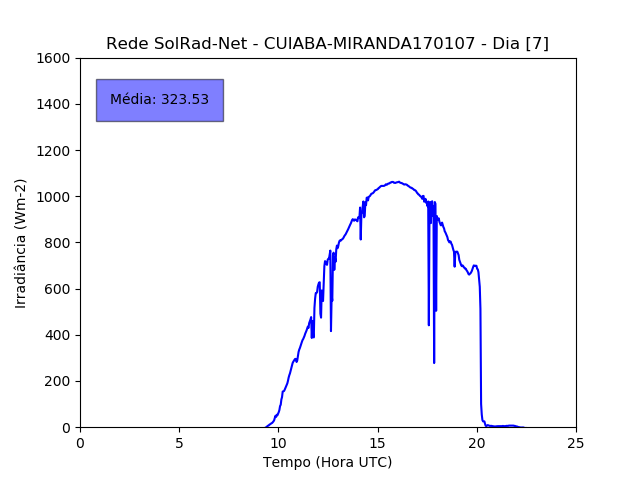 Rede SolRad-Net - CUIABA-MIRANDA170107 - Dia [7]
Média: 323.53
Irradiância (Wm-2)
1600
1400
1200
1000
800
600
400
200
0
0 5 10 15 20 25
Tempo (Hora UTC)